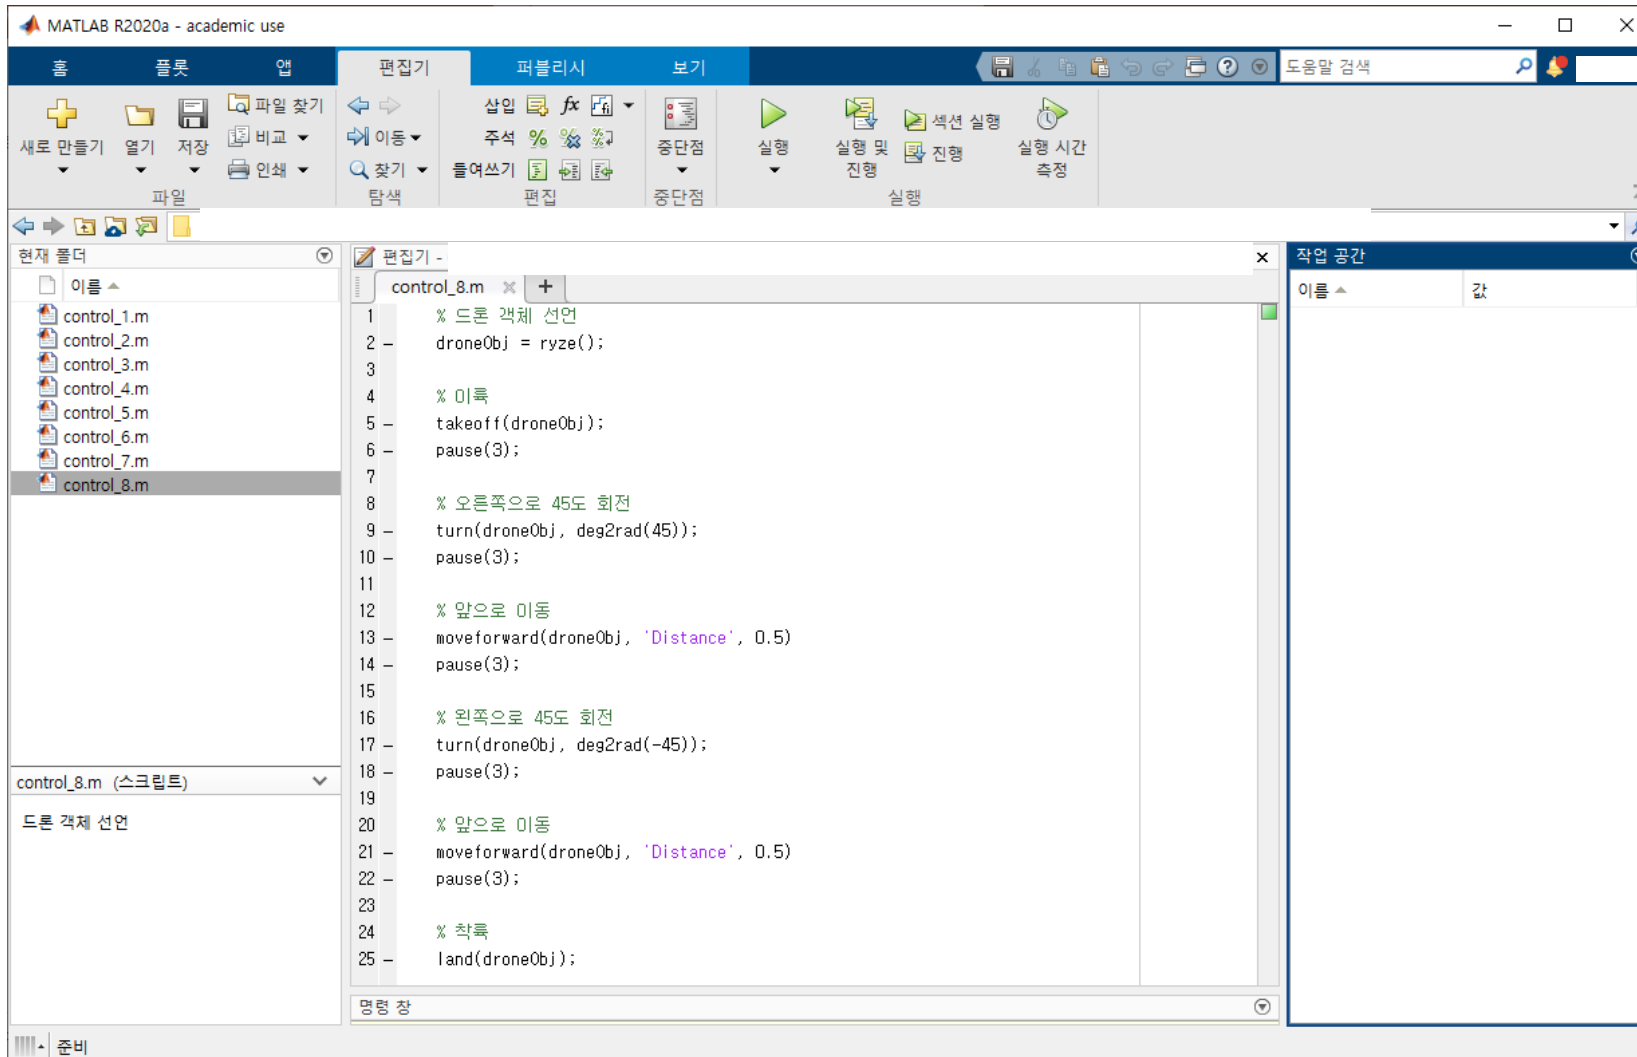 MATLAB R2020a - academic use
홈 플롯 앱 편집기 퍼블리시 보기 도움말 검색
새로 만들기 열기 저장 파일 찾기 비교 인쇄
파일
이동 찾기
탐색
삽입 fx
주석
들여쓰기
편집
중단점
중단점
실행 실행 및 진행 섹션 실행 진행 실행 시간 측정
실행
현재 폴더
이름
control_1.m
control_2.m
control_3.m
control_4.m
control_5.m
control_6.m
control_7.m
control_8.m
control_8.m (스크립트)
드론 객체 선언
편집기 -
control_8.m
1 % 드론 객체 선언
2 – droneObj = ryze();
3
4 % 이륙
5 – takeoff(droneObj);
6 – pause(3);
7
8 % 오른쪽으로 45도 회전
9 – turn(droneObj, deg2rad(45));
10 – pause(3);
11
12 % 앞으로 이동
13 – moveforward(droneObj, 'Distance', 0.5)
14 – pause(3);
15
16 % 왼쪽으로 45도 회전
17 – turn(droneObj, deg2rad(-45));
18 – pause(3);
19
20 % 앞으로 이동
21 – moveforward(droneObj, 'Distance', 0.5)
22 – pause(3);
23
24 % 착륙
25 – land(droneObj);
명령 창
작업 공간
이름 값
준비